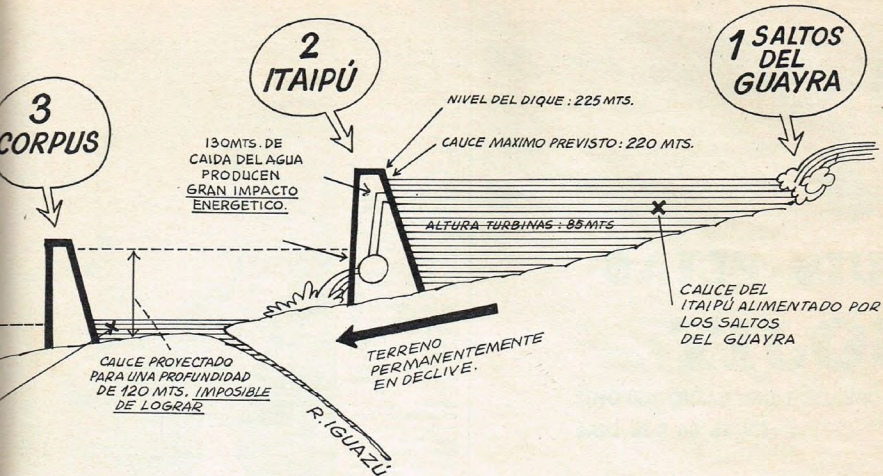 3
CORPUS
2
ITAIPÚ
1 SALTOS
DEL
GUAYRA
NIVEL DEL DIQUE : 225 MTS.
CAUCE MAXIMO PREVISTO : 220 MTS.
130 MTS. DE
CAIDA DEL AGUA
PRODUCEN
GRAN IMPACTO
ENERGETICO.
ALTURA TURBINAS : 85 MTS
CAUCE DEL
ITAIPÚ ALIMENTADO POR
LOS SALTOS
DEL GUAYRA
TERRENO
PERMANENTEMENTE
EN DECLIVE.
CAUCE PROYECTADO
PARA UNA PROFUNDIDAD
DE 120 MTS. IMPOSIBLE
DE LOGRAR
R. IGUAZÚ